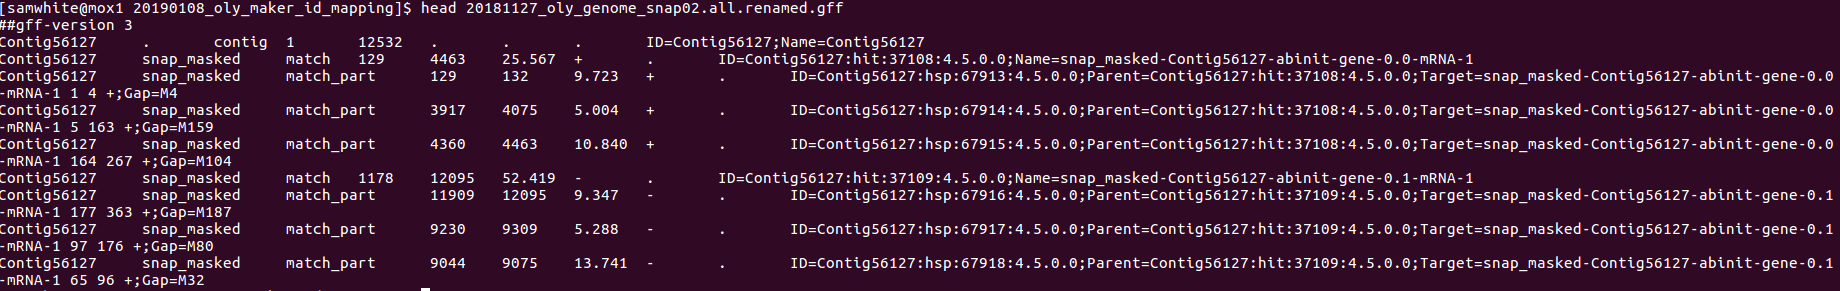 [samwhite@mox1 20190108_oly_maker_id_mapping]$ head 20181127_oly_genome_snap02.all.renamed.gff
##gff-version 3
Contig56127 . contig 1 12532 . . . ID=Contig56127;Name=Contig56127
Contig56127 snap_masked match 129 4463 25.567 + . ID=Contig56127:hit:37108:4.5.0.0;Name=snap_masked-Contig56127-abinit-gene-0.0-mRNA-1
Contig56127 snap_masked match_part 129 132 9.723 + . ID=Contig56127:hsp:67913:4.5.0.0;Parent=Contig56127:hit:37108:4.5.0.0;Target=snap_masked-Contig56127-abinit-gene-0.0
-mRNA-1 1 4 +;Gap=M4
Contig56127 snap_masked match_part 3917 4075 5.004 + . ID=Contig56127:hsp:67914:4.5.0.0;Parent=Contig56127:hit:37108:4.5.0.0;Target=snap_masked-Contig56127-abinit-gene-0.0
-mRNA-1 5 163 +;Gap=M159
Contig56127 snap_masked match_part 4360 4463 10.840 + . ID=Contig56127:hsp:67915:4.5.0.0;Parent=Contig56127:hit:37108:4.5.0.0;Target=snap_masked-Contig56127-abinit-gene-0.0
-mRNA-1 164 267 +;Gap=M104
Contig56127 snap_masked match 1178 12095 52.419 - . ID=Contig56127:hit:37109:4.5.0.0;Name=snap_masked-Contig56127-abinit-gene-0.1-mRNA-1
Contig56127 snap_masked match_part 11909 12095 9.347 - . ID=Contig56127:hsp:67916:4.5.0.0;Parent=Contig56127:hit:37109:4.5.0.0;Target=snap_masked-Contig56127-abinit-gene-0.1
-mRNA-1 177 363 +;Gap=M187
Contig56127 snap_masked match_part 9230 9309 5.288 - . ID=Contig56127:hsp:67917:4.5.0.0;Parent=Contig56127:hit:37109:4.5.0.0;Target=snap_masked-Contig56127-abinit-gene-0.1
-mRNA-1 97 176 +;Gap=M80
Contig56127 snap_masked match_part 9044 9075 13.741 - . ID=Contig56127:hsp:67918:4.5.0.0;Parent=Contig56127:hit:37109:4.5.0.0;Target=snap_masked-Contig56127-abinit-gene-0.1
-mRNA-1 65 96 +;Gap=M32